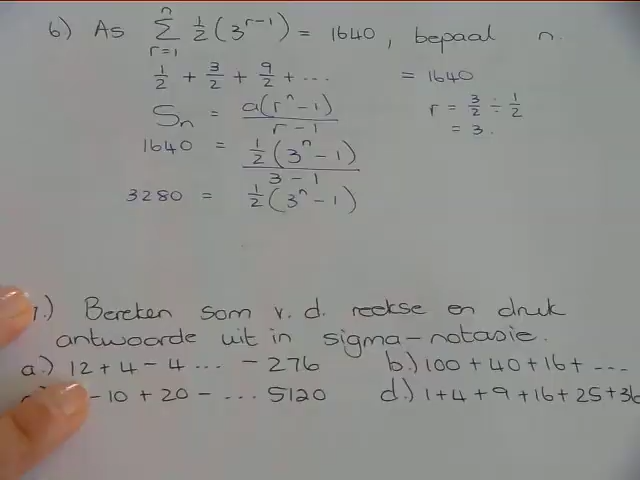 6) As n Σ r=1 ½(3^(r-1)) = 1640, bepaal n.
1/2 + 3/2 + 9/2 + ... = 1640
Sn = a(r^n - 1) / r - 1
r = 3/2 ÷ 1/2
= 3.
1640 = ½(3^n - 1) / 3 - 1
3280 = ½(3^n - 1)
) Bereken som v. d. reekse en druk
antwoorde uit in sigma-notasie.
a.) 12 + 4 - 4 ... - 276
b.) 100 + 40 + 16 + ...
- 10 + 20 - ... 5120
d.) 1 + 4 + 9 + 16 + 25 + 36